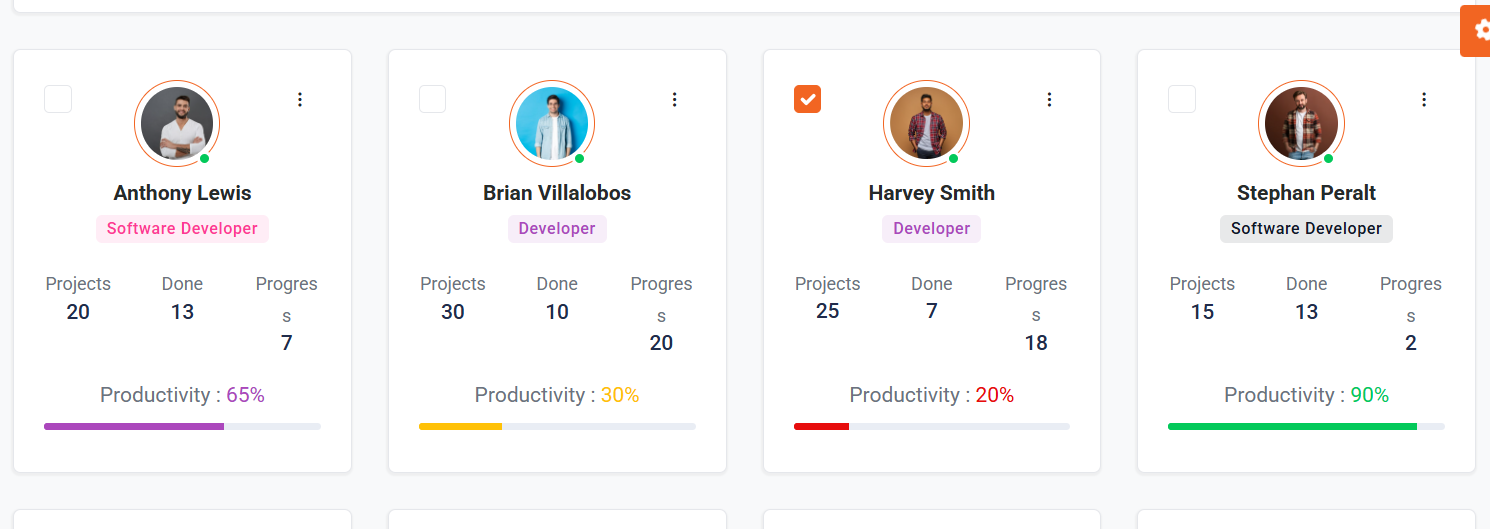 Anthony Lewis
Software Developer
Projects
20
Done
13
Progres
s
7
Productivity : 65%
Brian Villalobos
Developer
Projects
30
Done
10
Progres
s
20
Productivity : 30%
Harvey Smith
Developer
Projects
25
Done
7
Progres
s
18
Productivity : 20%
Stephan Peralt
Software Developer
Projects
15
Done
13
Progres
s
2
Productivity : 90%